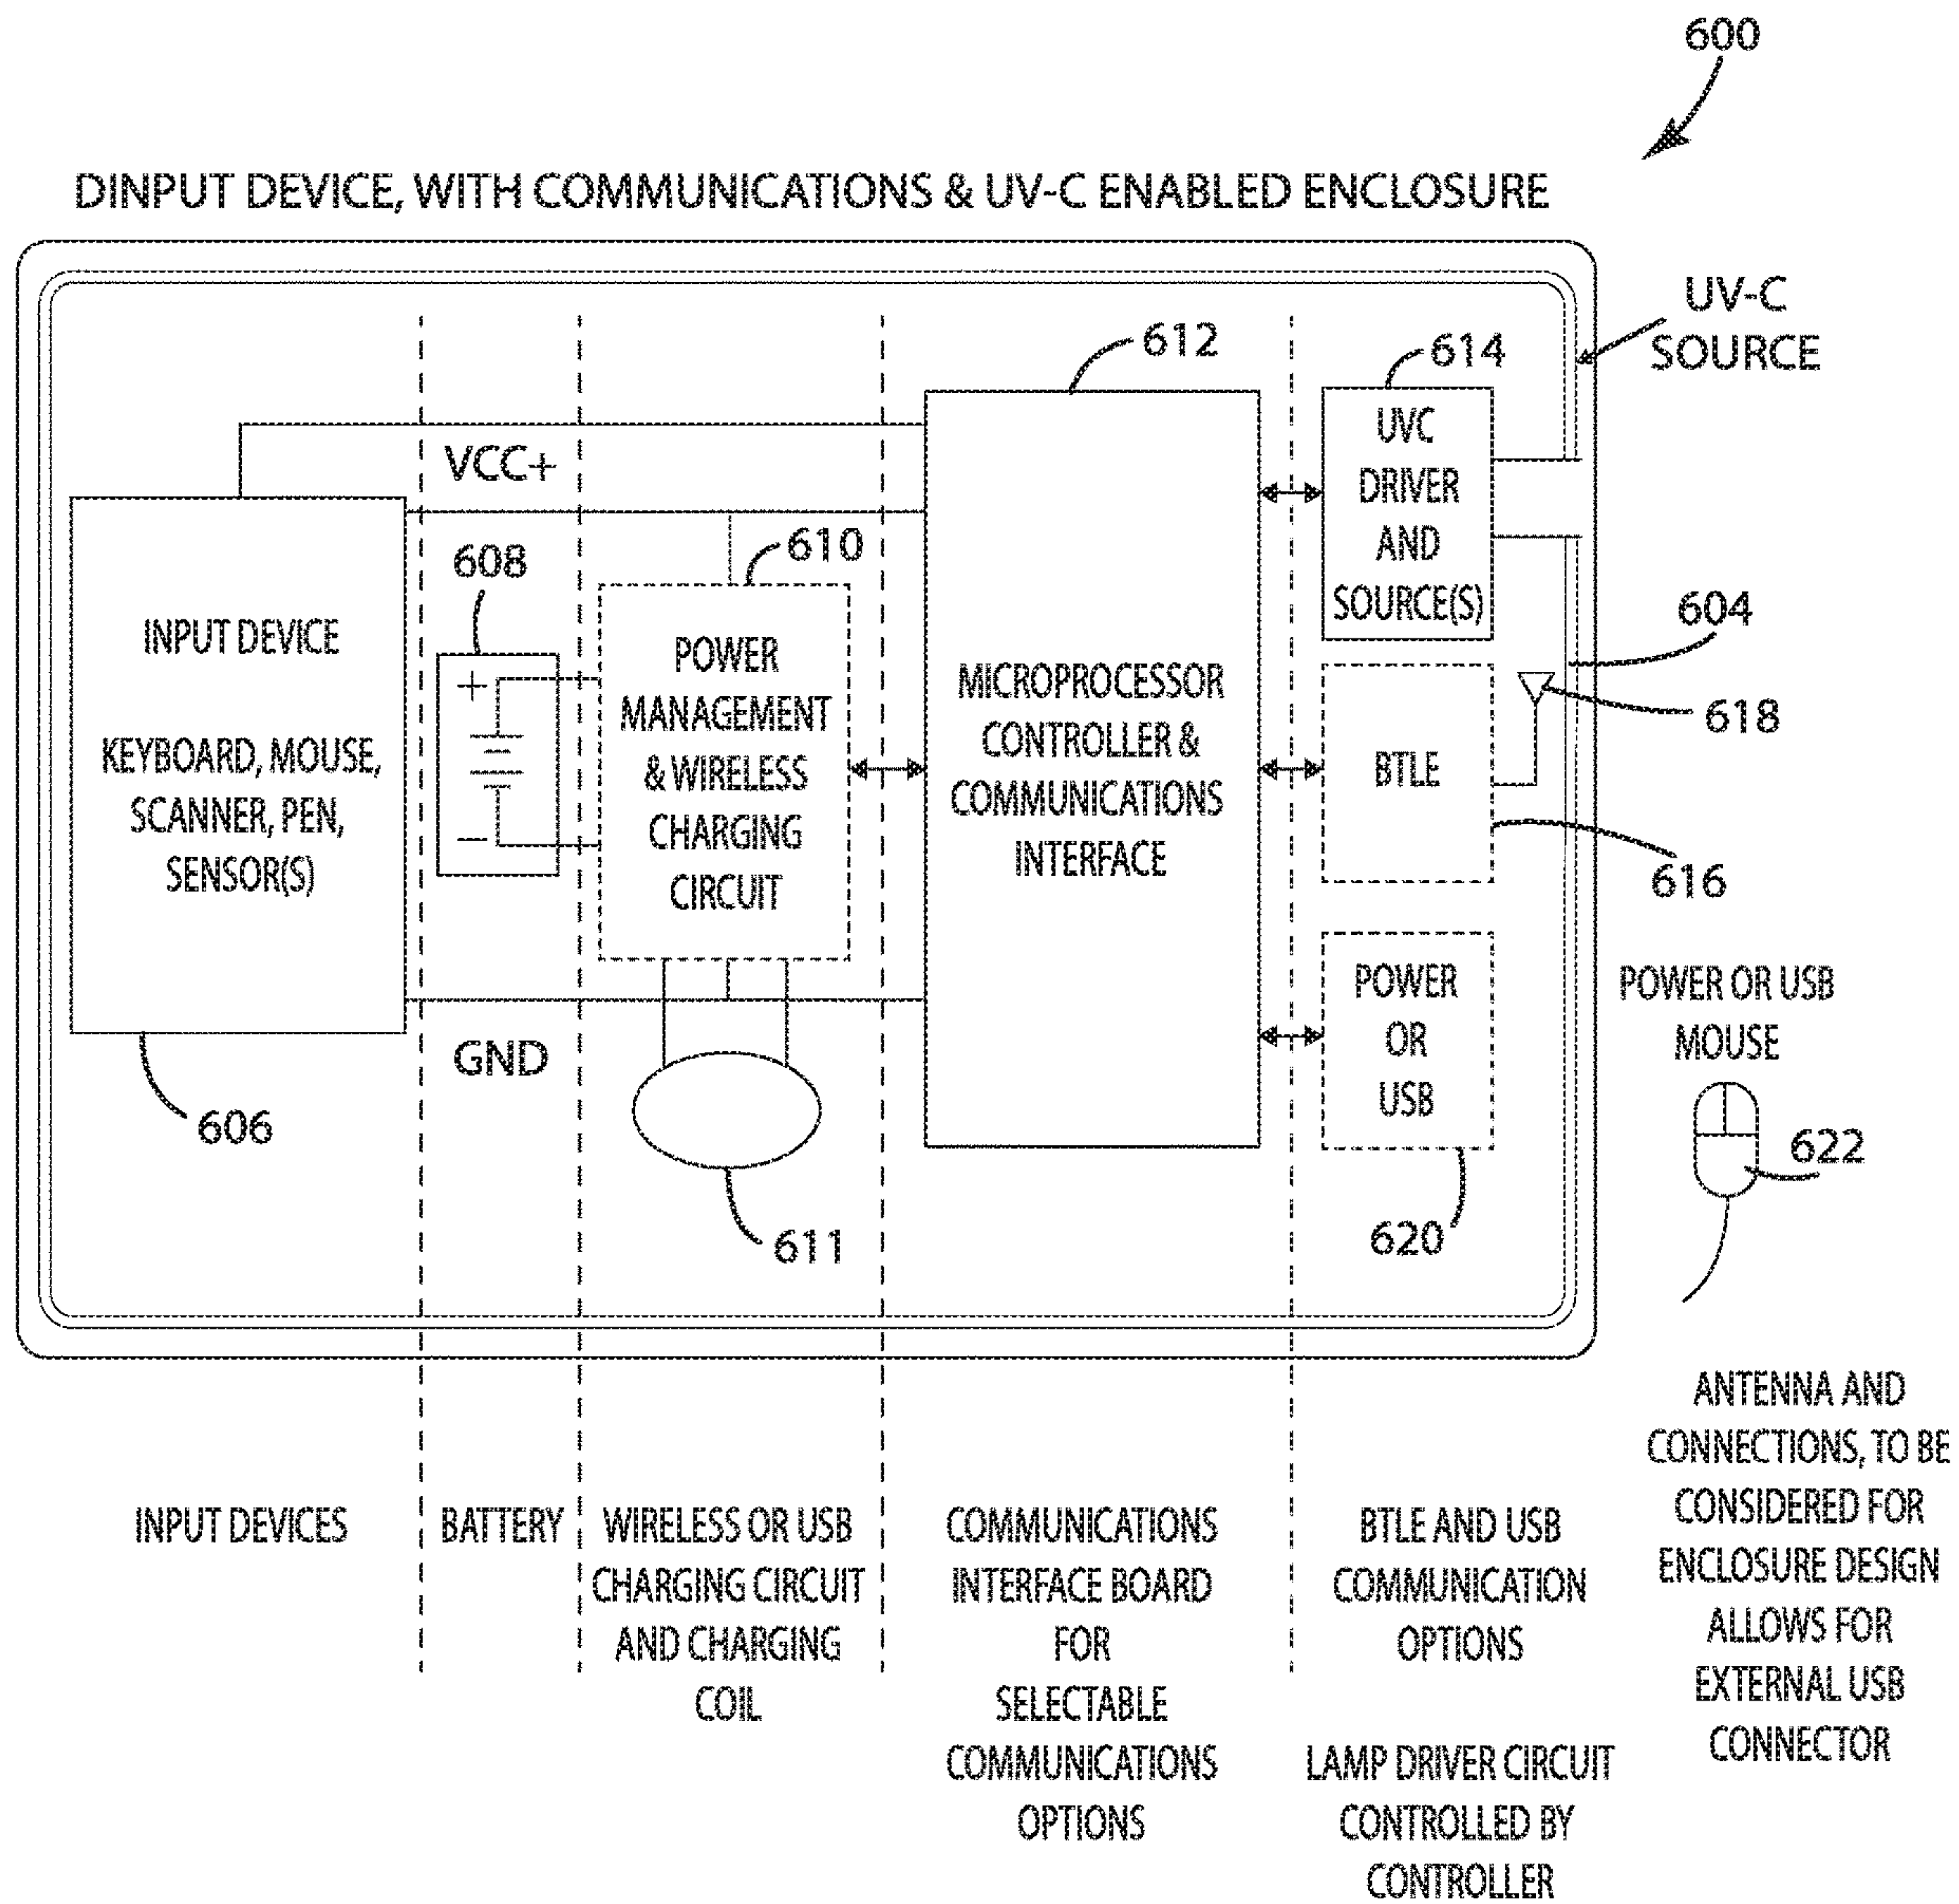 600
DINPUT DEVICE, WITH COMMUNICATIONS & UV-C ENABLED ENCLOSURE
UV-C
SOURCE
612
614
VCC+
608
610
INPUT DEVICE
KEYBOARD, MOUSE,
SCANNER, PEN,
SENSOR(S)
+
−
POWER
MANAGEMENT
& WIRELESS
CHARGING
CIRCUIT
MICROPROCESSOR
CONTROLLER &
COMMUNICATIONS
INTERFACE
UVC
DRIVER
AND
SOURCE(S)
604
618
BTLE
616
POWER
OR
USB
POWER OR USB
MOUSE
GND
606
611
620
622
INPUT DEVICES
BATTERY
WIRELESS OR USB
CHARGING CIRCUIT
AND CHARGING
COIL
COMMUNICATIONS
INTERFACE BOARD
FOR
SELECTABLE
COMMUNICATIONS
OPTIONS
BTLE AND USB
COMMUNICATION
OPTIONS
LAMP DRIVER CIRCUIT
CONTROLLED BY
CONTROLLER
ANTENNA AND
CONNECTIONS, TO BE
CONSIDERED FOR
ENCLOSURE DESIGN
ALLOWS FOR
EXTERNAL USB
CONNECTOR